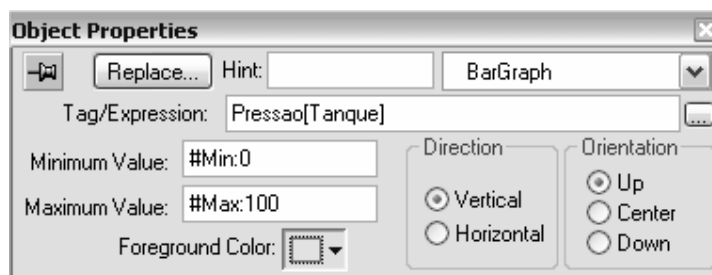 Object Properties
Replace... Hint: BarGraph
Tag/Expression: Pressao[Tanque] ...
Minimum Value: #Min:0
Maximum Value: #Max:100
Foreground Color:
Direction
Vertical
Horizontal
Orientation
Up
Center
Down